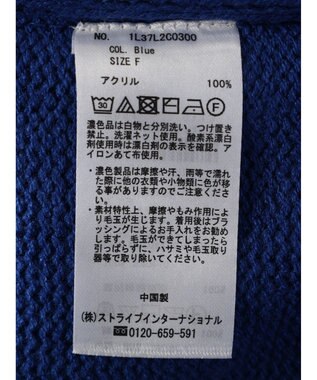 NO. 1L37L2C0300
COL. Blue
SIZE F
アクリル 100%
30
濃色品は白物と分別洗い。つけ置き
禁止。洗濯ネット使用。酸素系漂白
剤使用時は漂白剤の表示を確認。ア
イロンあて布使用。
・濃色製品は摩擦や汗、雨等で濡れ
た際に他の衣類や小物類に色が移
る事がありますのでご注意下さい。
・素材特性上、摩擦やもみ作用によ
り毛玉が生じます。着用後はブラ
ッシングによるお手入れをお勧め
します。毛玉ができてしまったら
引っぱらずに、ハサミや毛玉取り
器等で取り除いて下さい。
中国製
(株)ストライプインターナショナル
0120-659-591